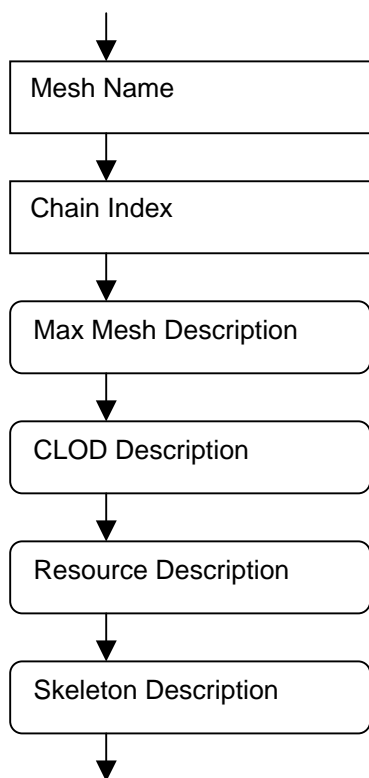 Mesh Name
Chain Index
Max Mesh Description
CLOD Description
Resource Description
Skeleton Description